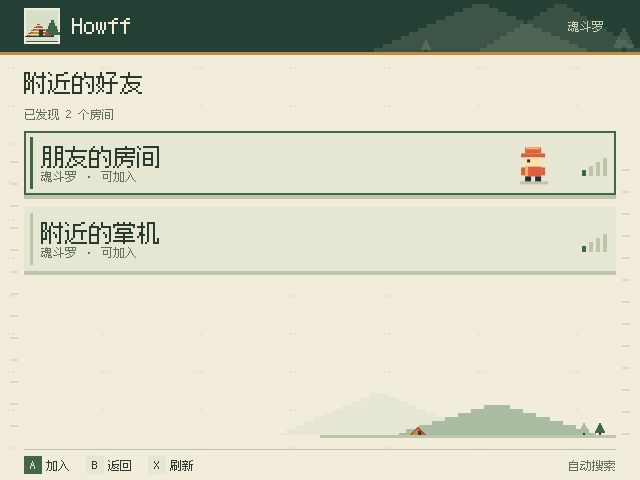 Howff
魂斗罗
附近的好友
已发现 2 个房间
朋友的房间
魂斗罗 · 可加入
附近的掌机
魂斗罗 · 可加入
A 加入 B 返回 X 刷新
自动搜索